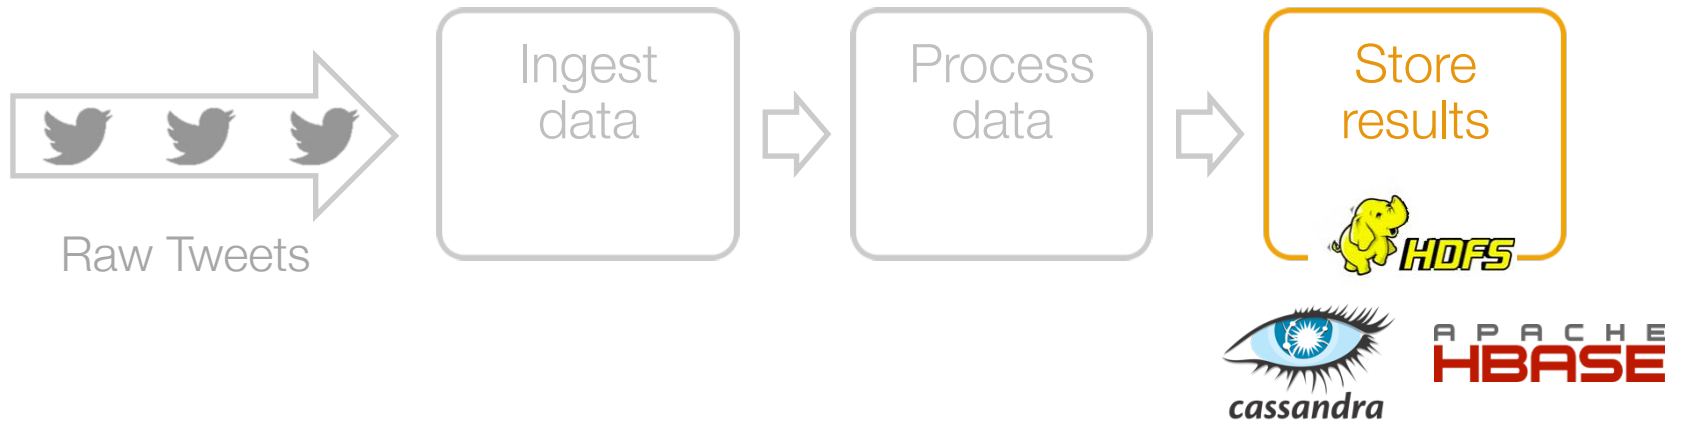 Ingest
data
Process
data
Store
results
Raw Tweets
HDFS
cassandra
APACHE
HBASE